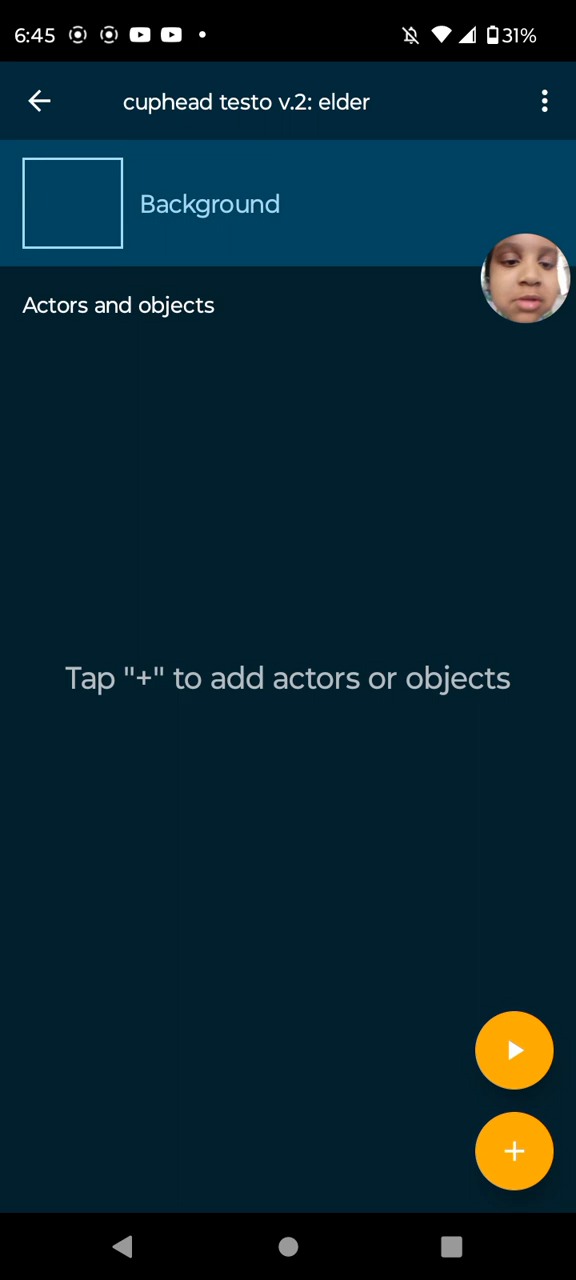 6:45 31%
cuphead testo v.2: elder
Background
Actors and objects
Tap "+" to add actors or objects